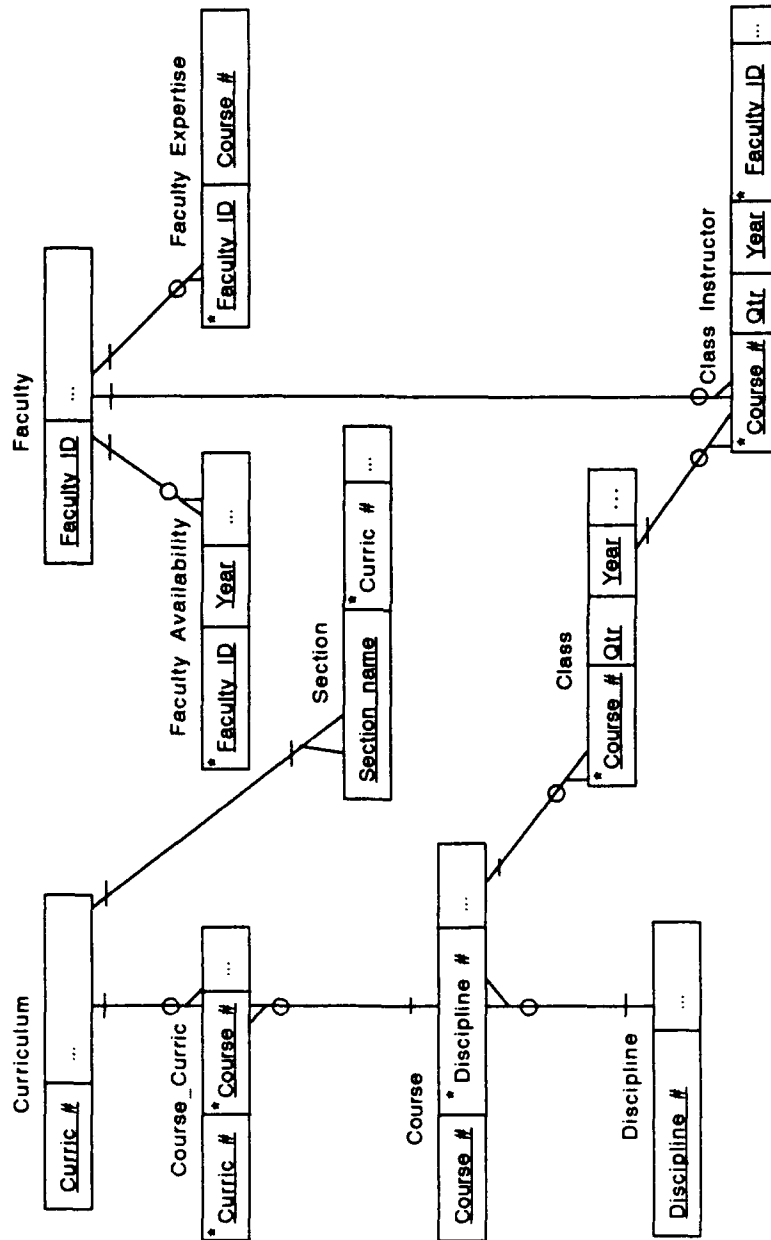 Faculty
Faculty ID ...
Faculty Expertise
* Faculty ID Course #
Faculty Availability
* Faculty ID Year ...
Curriculum
Curric # ...
Section
Section name * Curric # ...
Course_Curric
* Curric # * Course # ...
Course
Course # * Discipline # ...
Class
* Course # Qtr Year ...
Class Instructor
* Course # Qtr Year * Faculty ID ...
Discipline
Discipline # ...